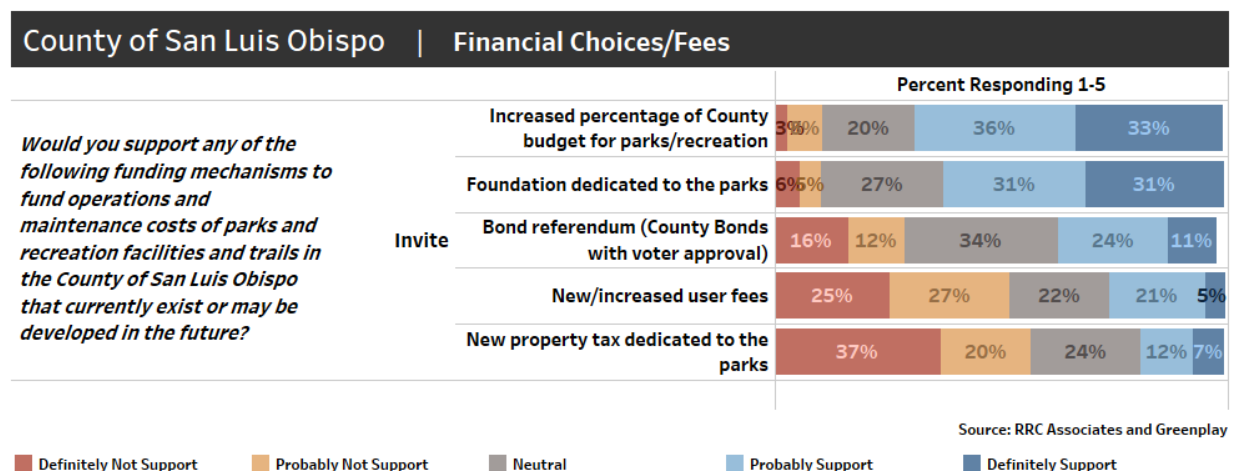 County of San Luis Obispo | Financial Choices/Fees
Percent Responding 1-5
Would you support any of the
following funding mechanisms to
fund operations and
maintenance costs of parks and
recreation facilities and trails in
the County of San Luis Obispo
that currently exist or may be
developed in the future?
Invite
Increased percentage of County
budget for parks/recreation
3% 8% 20% 36% 33%
Foundation dedicated to the parks
6% 5% 27% 31% 31%
Bond referendum (County Bonds
with voter approval)
16% 12% 34% 24% 11%
New/increased user fees
25% 27% 22% 21% 5%
New property tax dedicated to the
parks
37% 20% 24% 12% 7%
Source: RRC Associates and Greenplay
Definitely Not Support Probably Not Support Neutral Probably Support Definitely Support